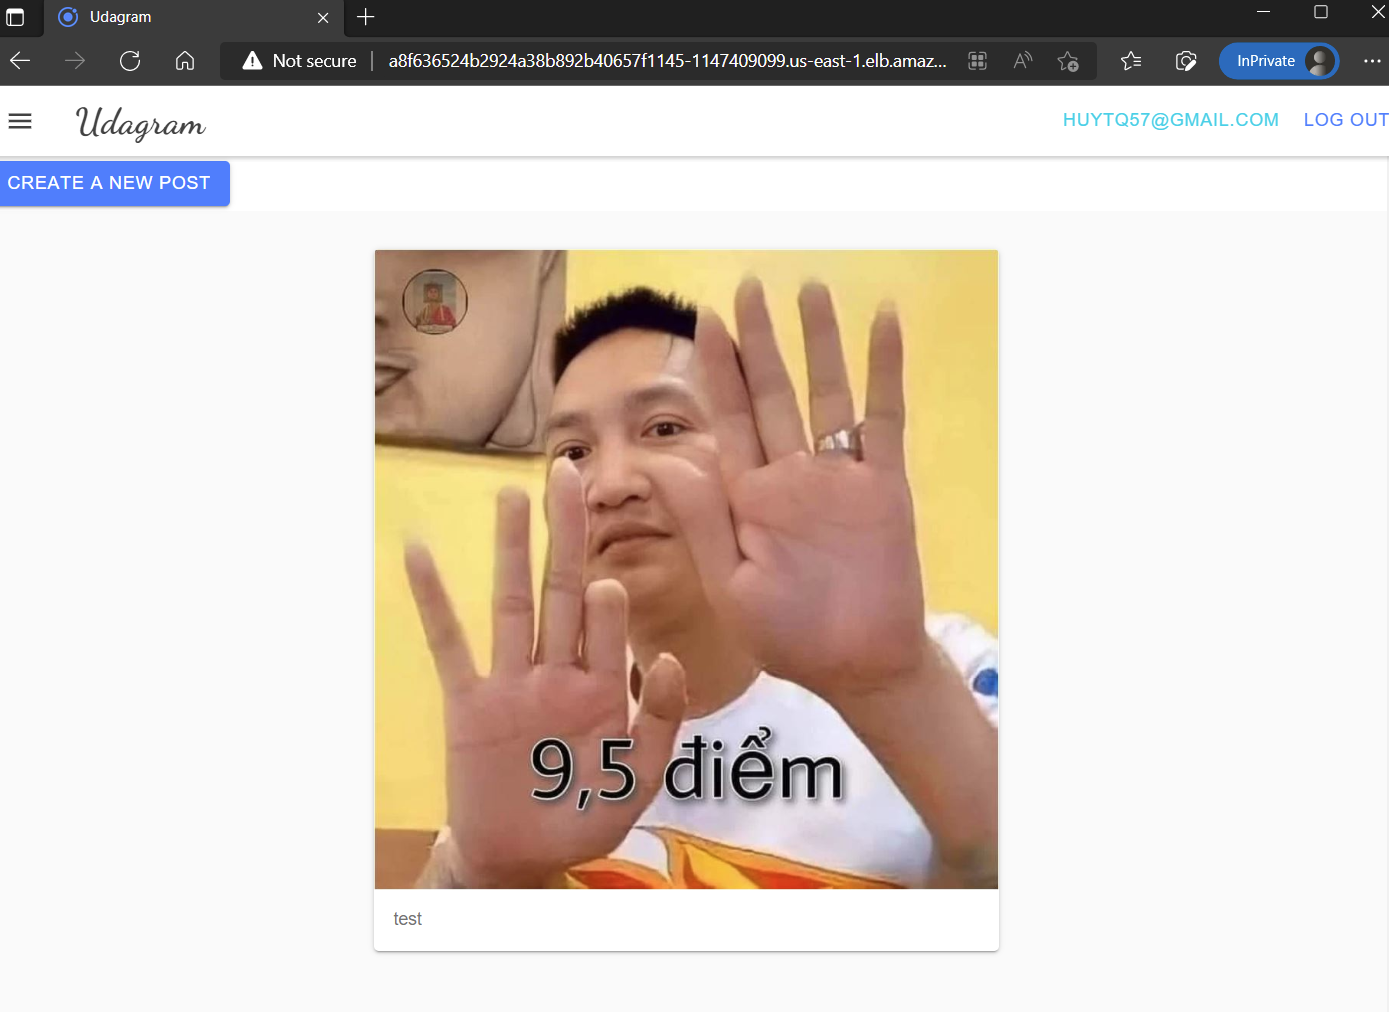 Udagram
Not secure
a8f636524b2924a38b892b40657f1145-1147409099.us-east-1.elb.amaz...
InPrivate
Udagram
HUYTQ57@GMAIL.COM
LOG OUT
CREATE A NEW POST
9,5 điểm
test